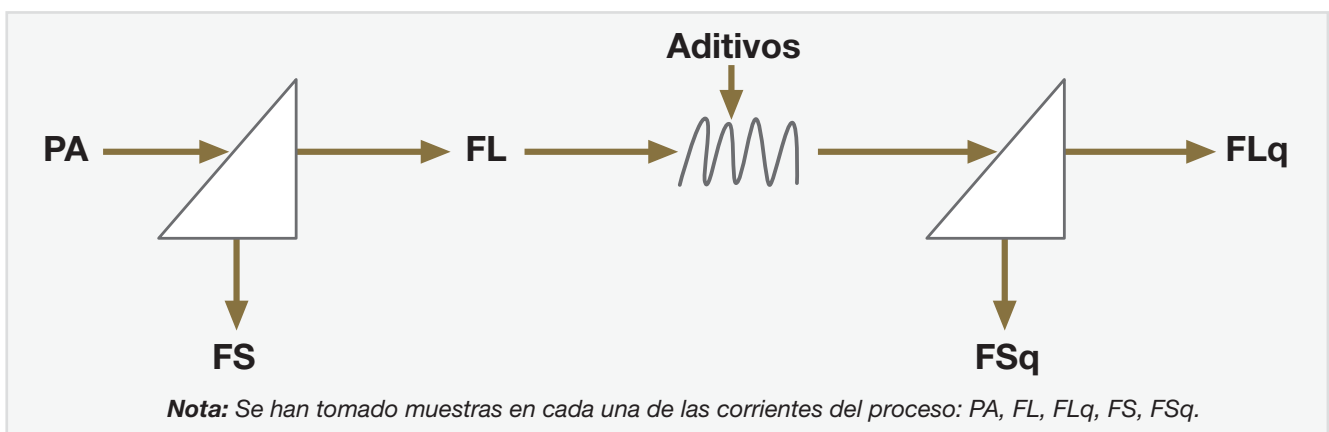 Aditivos
PA
FL
FLq
FS
FSq
Nota: Se han tomado muestras en cada una de las corrientes del proceso: PA, FL, FLq, FS, FSq.